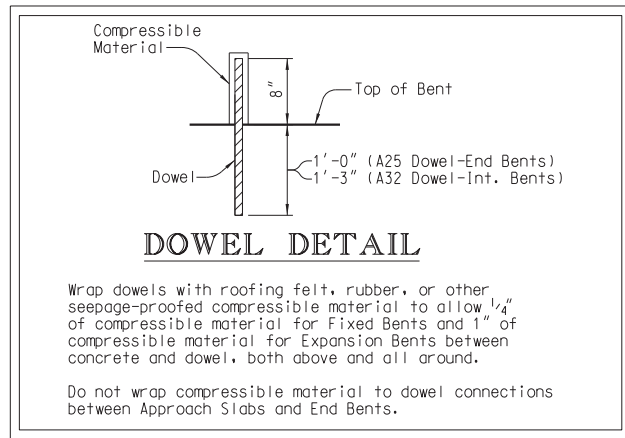 Compressible
Material
8"
Top of Bent
Dowel
1'-0" (A25 Dowel-End Bents)
1'-3" (A32 Dowel-Int. Bents)
DOWEL DETAIL
Wrap dowels with roofing felt, rubber, or other
seepage-proofed compressible material to allow 1/4"
of compressible material for Fixed Bents and 1" of
compressible material for Expansion Bents between
concrete and dowel, both above and all around.
Do not wrap compressible material to dowel connections
between Approach Slabs and End Bents.